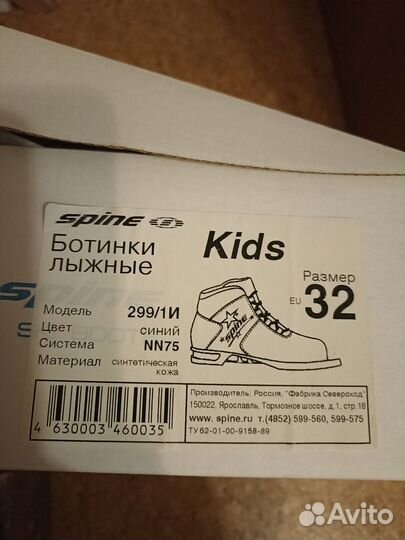 spine
Kids
Ботинки
лыжные
Размер
EU 32
Модель 299/1И
Цвет синий
Система NN75
Материал синтетическая
кожа
spine
Производитель: Россия, "Фабрика Североход"
150022, Ярославль, Тормозное шоссе, д.1, стр.18
www.spine.ru т.(4852) 599-560, 599-575
ТУ 62-01-00-9158-89
4 630003 460035
Avito